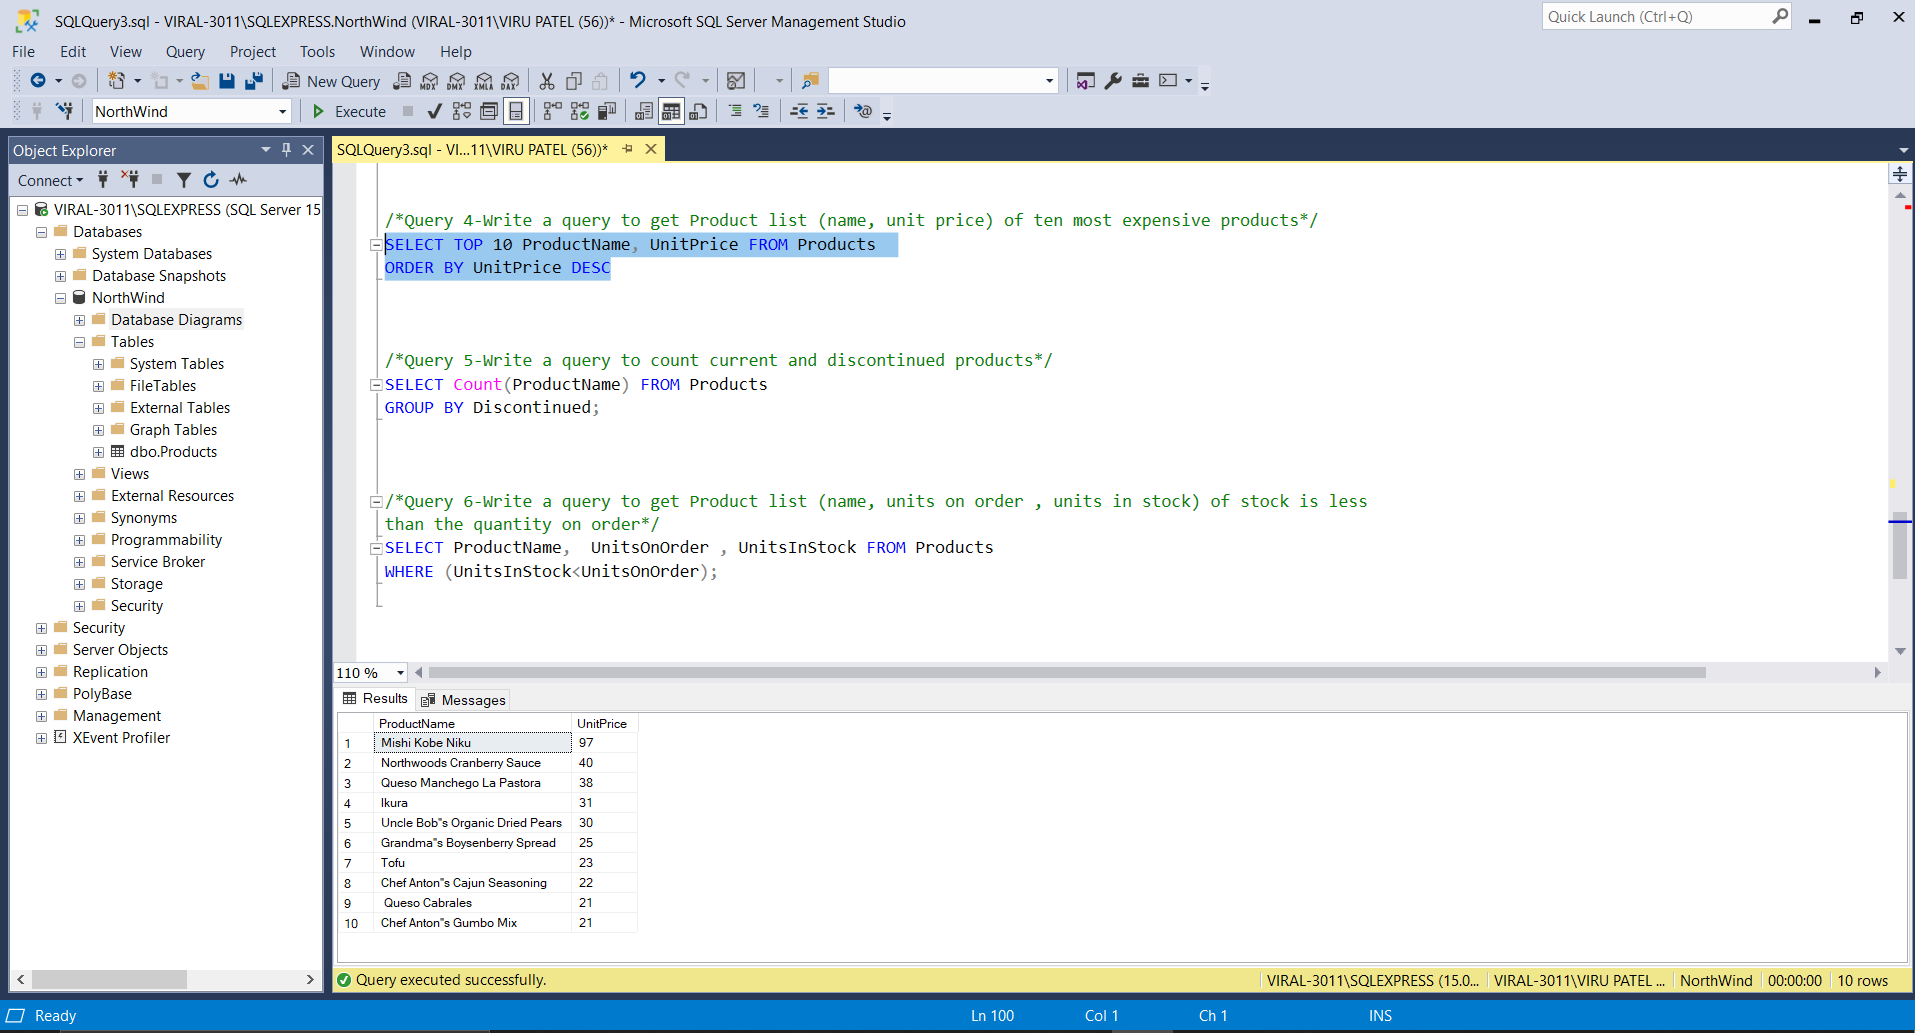 SQLQuery3.sql - VIRAL-3011\SQLEXPRESS.NorthWind (VIRAL-3011\VIRU PATEL (56))* - Microsoft SQL Server Management Studio
Quick Launch (Ctrl+Q)
File Edit View Query Project Tools Window Help
New Query MDX DMX XMLA DAX
NorthWind Execute
Object Explorer
Connect
VIRAL-3011\SQLEXPRESS (SQL Server 15
Databases
System Databases
Database Snapshots
NorthWind
Database Diagrams
Tables
System Tables
FileTables
External Tables
Graph Tables
dbo.Products
Views
External Resources
Synonyms
Programmability
Service Broker
Storage
Security
Security
Server Objects
Replication
PolyBase
Management
XEvent Profiler
SQLQuery3.sql - VI...11\VIRU PATEL (56))*
/*Query 4-Write a query to get Product list (name, unit price) of ten most expensive products*/
SELECT TOP 10 ProductName, UnitPrice FROM Products
ORDER BY UnitPrice DESC
/*Query 5-Write a query to count current and discontinued products*/
SELECT Count(ProductName) FROM Products
GROUP BY Discontinued;
/*Query 6-Write a query to get Product list (name, units on order , units in stock) of stock is less
than the quantity on order*/
SELECT ProductName,  UnitsOnOrder , UnitsInStock FROM Products
WHERE (UnitsInStock<UnitsOnOrder);
110 %
Results Messages
ProductName UnitPrice
1 Mishi Kobe Niku 97
2 Northwoods Cranberry Sauce 40
3 Queso Manchego La Pastora 38
4 Ikura 31
5 Uncle Bob"s Organic Dried Pears 30
6 Grandma"s Boysenberry Spread 25
7 Tofu 23
8 Chef Anton"s Cajun Seasoning 22
9 Queso Cabrales 21
10 Chef Anton"s Gumbo Mix 21
Query executed successfully. VIRAL-3011\SQLEXPRESS (15.0... VIRAL-3011\VIRU PATEL ... NorthWind 00:00:00 10 rows
Ready Ln 100 Col 1 Ch 1 INS